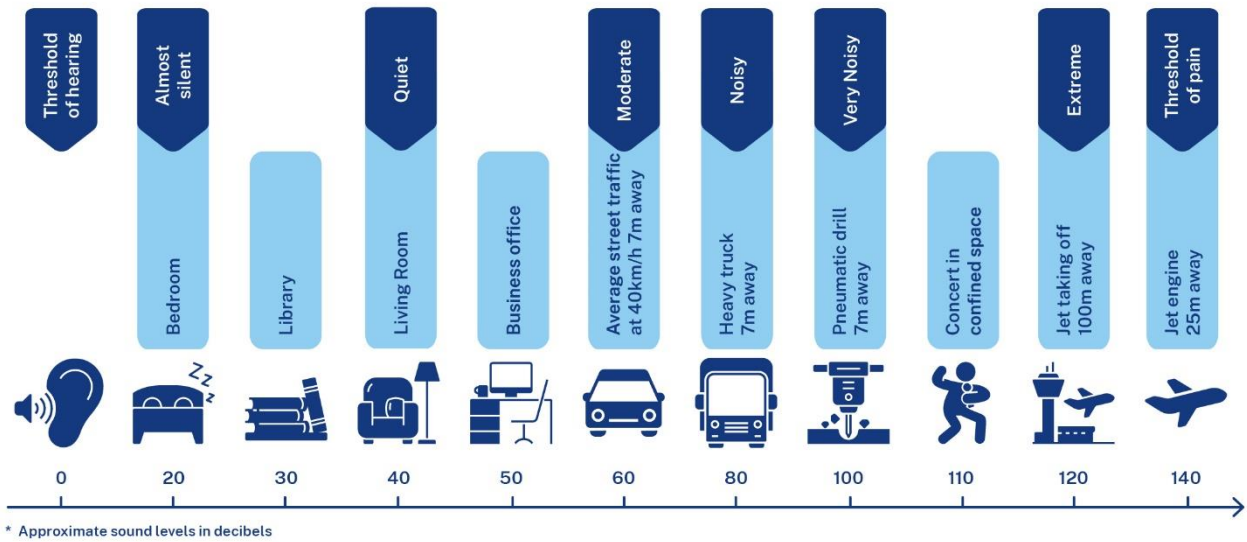 Threshold
of hearing
Almost
silent
Quiet
Moderate
Noisy
Very Noisy
Extreme
Threshold
of pain
Bedroom
Library
Living Room
Business office
Average street traffic
at 40km/h 7m away
Heavy truck
7m away
Pneumatic drill
7m away
Concert in
confined space
Jet taking off
100m away
Jet engine
25m away
Z Z Z
0 20 30 40 50 60 80 100 110 120 140
* Approximate sound levels in decibels